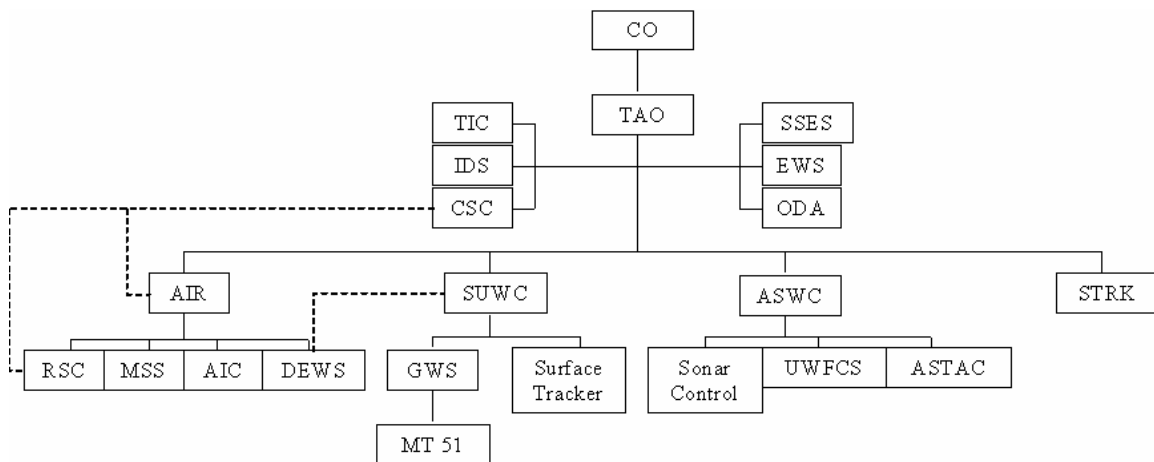 CO
TAO
TIC
SSES
IDS
EWS
CSC
ODA
AIR
SUWC
ASWC
STRK
RSC
MSS
AIC
DEWS
GWS
Surface
Tracker
Sonar
Control
UWFCS
ASTAC
MT 51